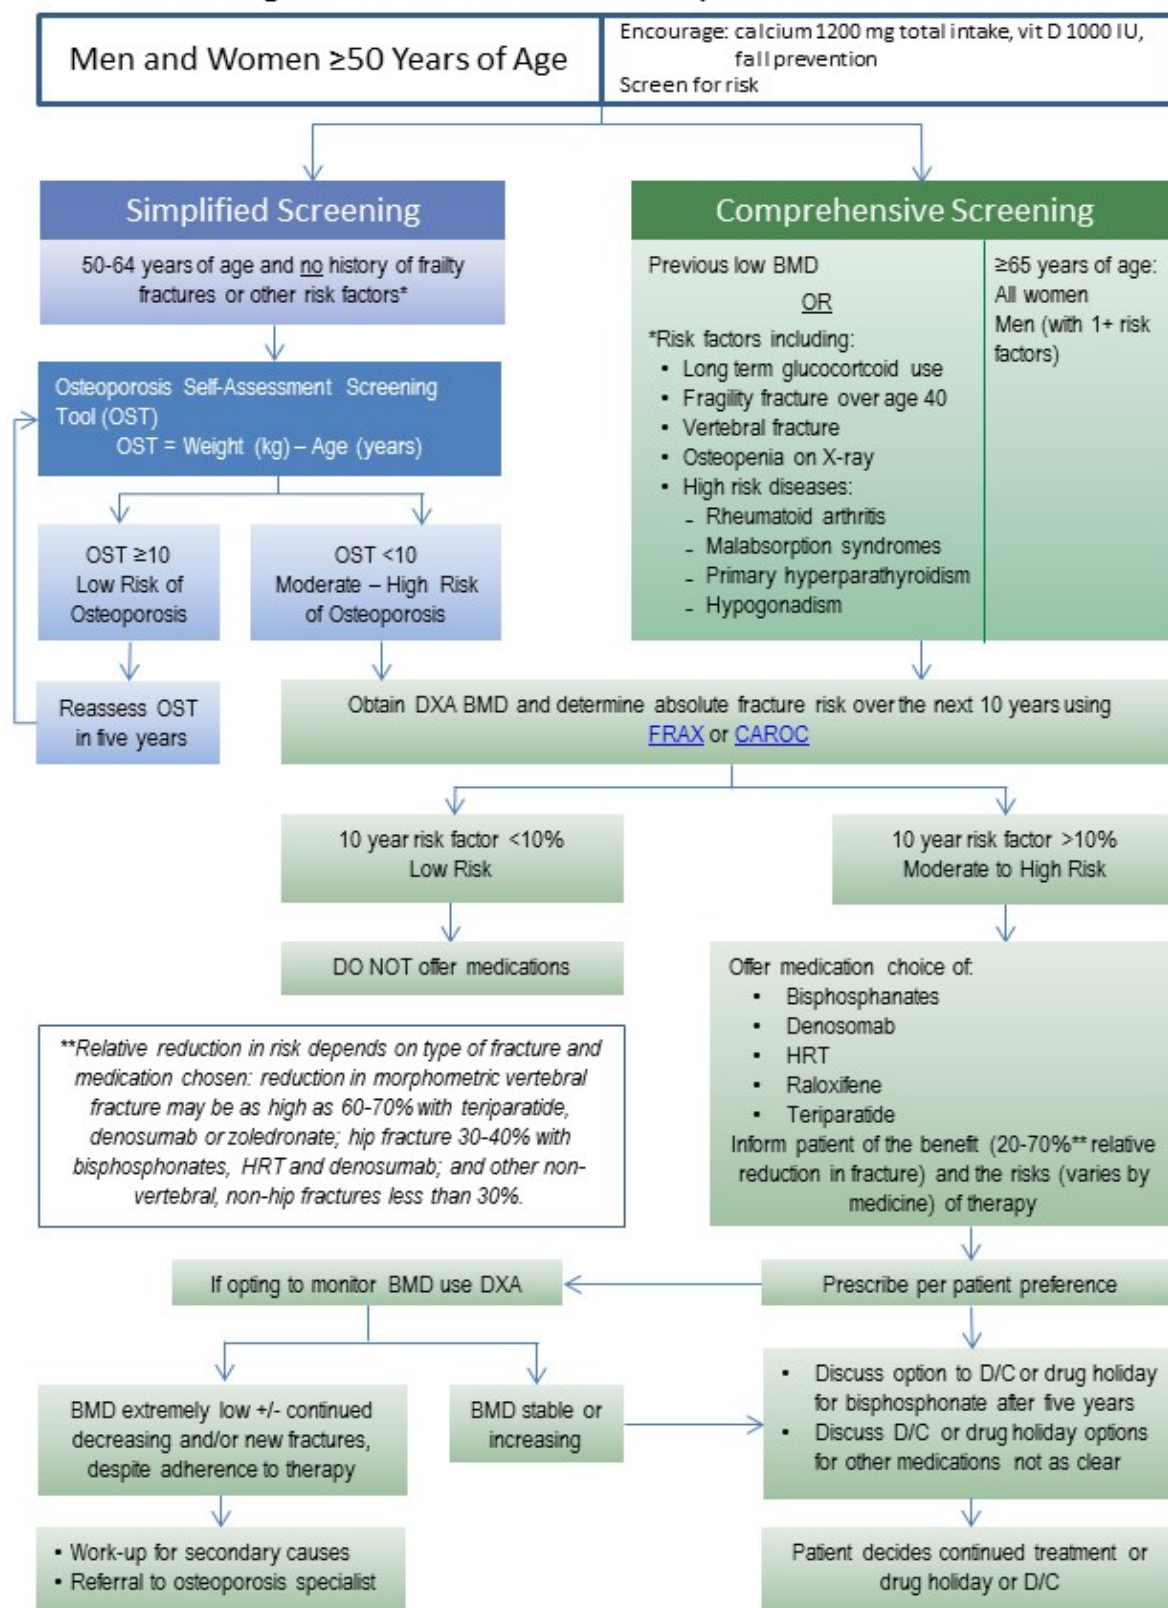 Men and Women ≥50 Years of Age
Encourage: calcium 1200 mg total intake, vit D 1000 IU,
fall prevention
Screen for risk
Simplified Screening
50-64 years of age and no history of frailty
fractures or other risk factors*
Osteoporosis Self-Assessment Screening
Tool (OST)
OST = Weight (kg) – Age (years)
OST ≥10
Low Risk of
Osteoporosis
OST <10
Moderate – High Risk
of Osteoporosis
Reassess OST
in five years
Comprehensive Screening
Previous low BMD
OR
*Risk factors including:
• Long term glucocortcoid use
• Fragility fracture over age 40
• Vertebral fracture
• Osteopenia on X-ray
• High risk diseases:
- Rheumatoid arthritis
- Malabsorption syndromes
- Primary hyperparathyroidism
- Hypogonadism
≥65 years of age:
All women
Men (with 1+ risk
factors)
Obtain DXA BMD and determine absolute fracture risk over the next 10 years using
FRAX or CAROC
10 year risk factor <10%
Low Risk
10 year risk factor >10%
Moderate to High Risk
DO NOT offer medications
Offer medication choice of:
• Bisphosphanates
• Denosomab
• HRT
• Raloxifene
• Teriparatide
Inform patient of the benefit (20-70%** relative
reduction in fracture) and the risks (varies by
medicine) of therapy
**Relative reduction in risk depends on type of fracture and
medication chosen: reduction in morphometric vertebral
fracture may be as high as 60-70% with teriparatide,
denosumab or zoledronate; hip fracture 30-40% with
bisphosphonates, HRT and denosumab; and other non-
vertebral, non-hip fractures less than 30%.
If opting to monitor BMD use DXA
Prescribe per patient preference
BMD extremely low +/- continued
decreasing and/or new fractures,
despite adherence to therapy
BMD stable or
increasing
• Discuss option to D/C or drug holiday
for bisphosphonate after five years
• Discuss D/C or drug holiday options
for other medications not as clear
• Work-up for secondary causes
• Referral to osteoporosis specialist
Patient decides continued treatment or
drug holiday or D/C